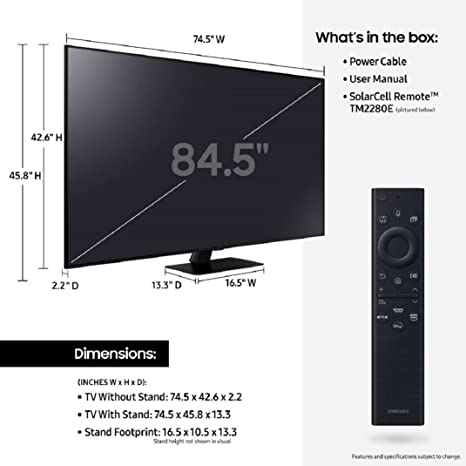 74.5" W
What's in the box:
• Power Cable
• User Manual
• SolarCell Remote™
TM2280E (pictured below)
42.6" H
84.5"
45.8" H
2.2" D
13.3" D
16.5" W
Dimensions:
(INCHES W x H x D):
• TV Without Stand: 74.5 x 42.6 x 2.2
• TV With Stand: 74.5 x 45.8 x 13.3
• Stand Footprint: 16.5 x 10.5 x 13.3
Stand height not shown in visual
123
CH
NETFLIX
SAMSUNG
Features and specifications subject to change.